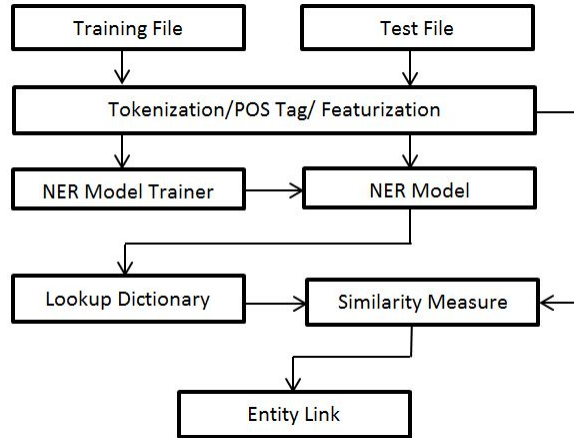 Training File
Test File
Tokenization/POS Tag/ Featurization
NER Model Trainer
NER Model
Lookup Dictionary
Similarity Measure
Entity Link